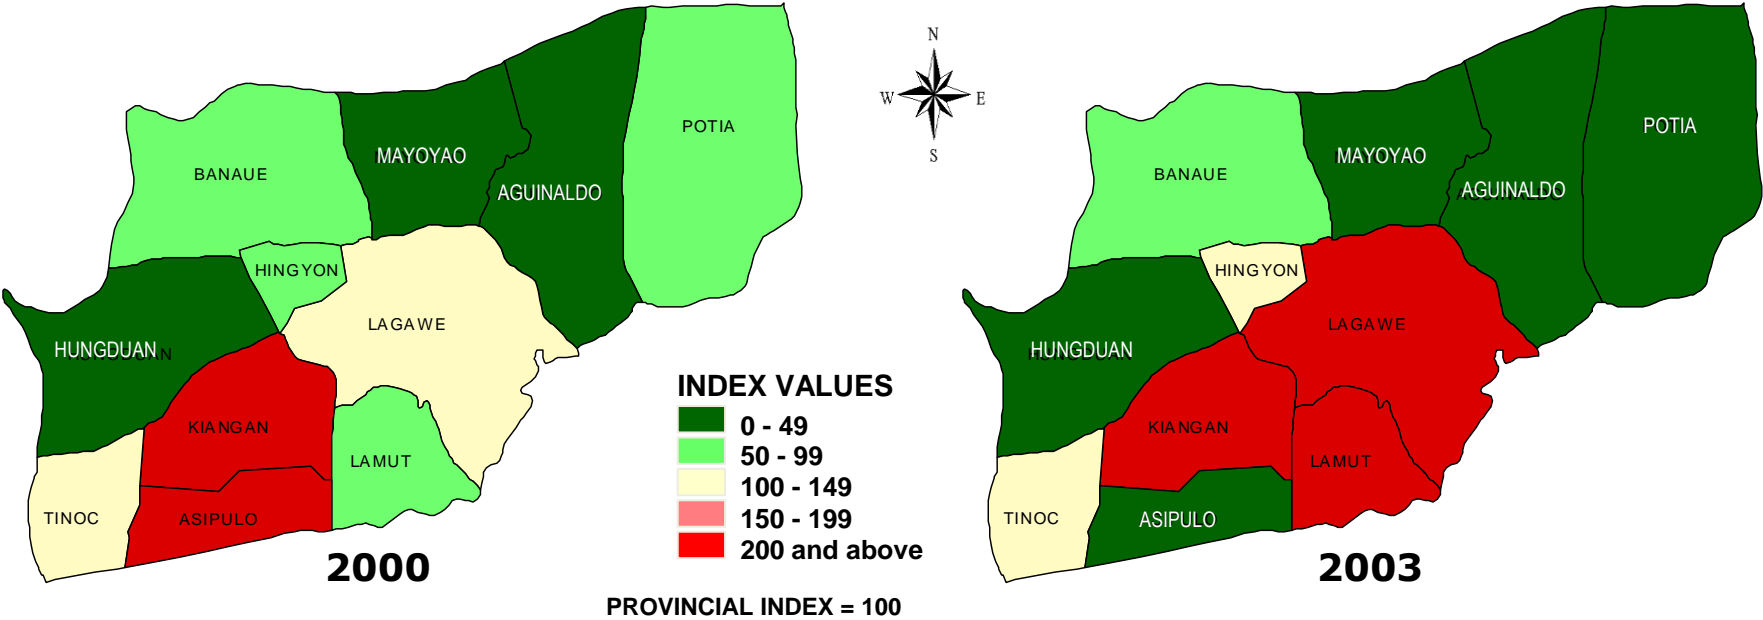 N
W E
S
POTIA
MAYOYAO
BANAUE
AGUINALDO
HINGYON
LAGAWE
HUNGDUAN
KIANGAN
LAMUT
TINOC
ASIPULO
2000
INDEX VALUES
0 - 49
50 - 99
100 - 149
150 - 199
200 and above
PROVINCIAL INDEX = 100
POTIA
MAYOYAO
BANAUE
AGUINALDO
HINGYON
LAGAWE
HUNGDUAN
KIANGAN
LAMUT
TINOC
ASIPULO
2003